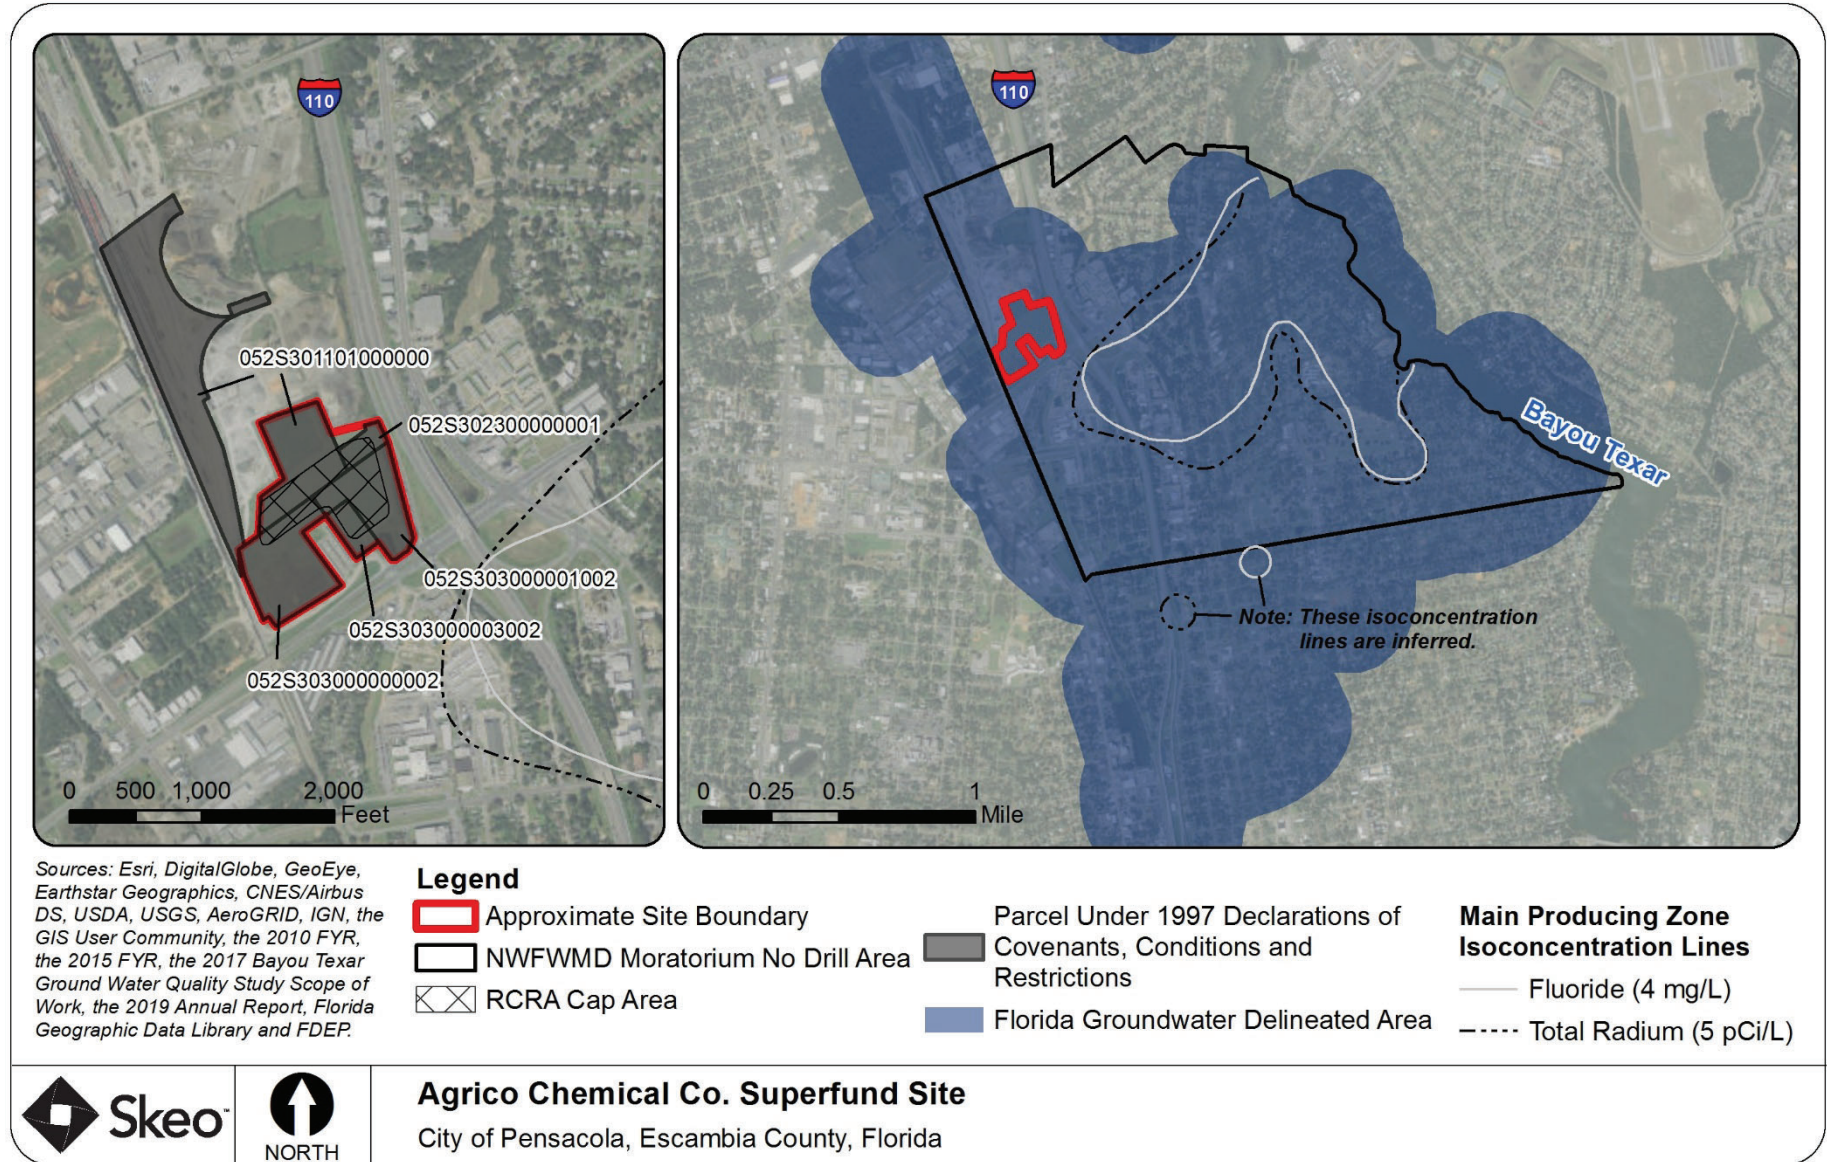 110
052S301101000000
052S302300000001
052S303000001002
052S303000003002
052S303000000002
0 500 1,000 2,000
Feet
110
Bayou Texar
Note: These isoconcentration
lines are inferred.
0 0.25 0.5 1
Mile
Sources: Esri, DigitalGlobe, GeoEye,
Earthstar Geographics, CNES/Airbus
DS, USDA, USGS, AeroGRID, IGN, the
GIS User Community, the 2010 FYR,
the 2015 FYR, the 2017 Bayou Texar
Ground Water Quality Study Scope of
Work, the 2019 Annual Report, Florida
Geographic Data Library and FDEP.
Legend
Approximate Site Boundary
NWFWMD Moratorium No Drill Area
RCRA Cap Area
Parcel Under 1997 Declarations of
Covenants, Conditions and
Restrictions
Florida Groundwater Delineated Area
Main Producing Zone
Isoconcentration Lines
Fluoride (4 mg/L)
Total Radium (5 pCi/L)
Skeo™
NORTH
Agrico Chemical Co. Superfund Site
City of Pensacola, Escambia County, Florida